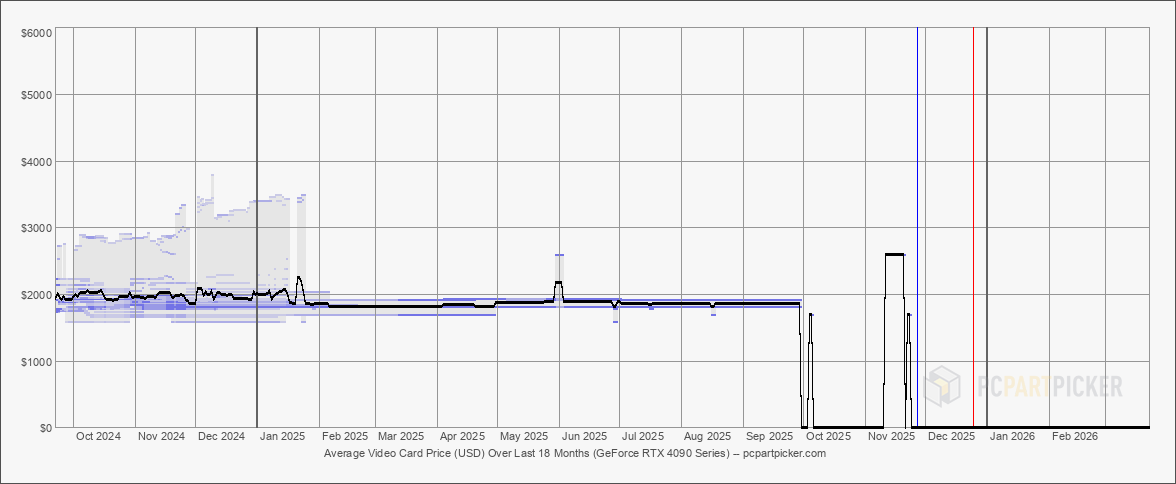 $6000
$5000
$4000
$3000
$2000
$1000
$0
PCPARTPICKER
Oct 2024 Nov 2024 Dec 2024 Jan 2025 Feb 2025 Mar 2025 Apr 2025 May 2025 Jun 2025 Jul 2025 Aug 2025 Sep 2025 Oct 2025 Nov 2025 Dec 2025 Jan 2026 Feb 2026
Average Video Card Price (USD) Over Last 18 Months (GeForce RTX 4090 Series) -- pcpartpicker.com